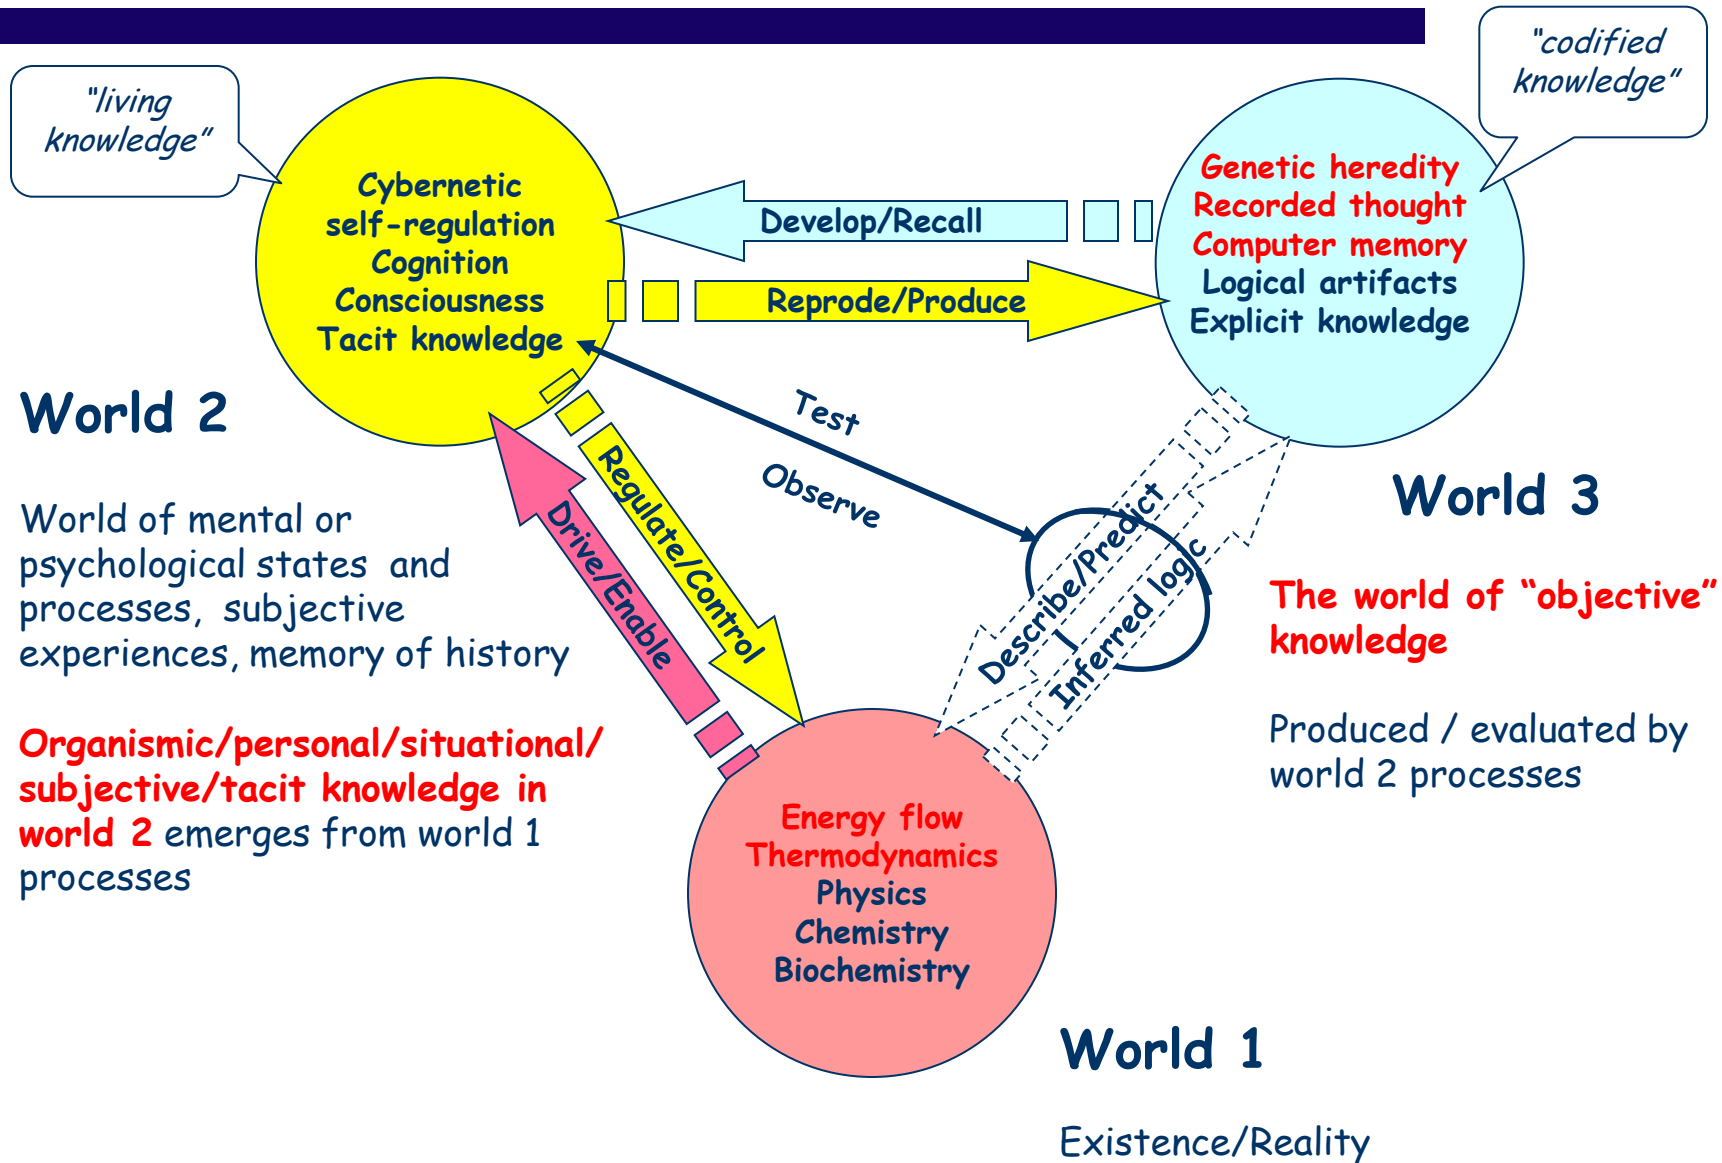 "living
knowledge"
"codified
knowledge"
Cybernetic
self-regulation
Cognition
Consciousness
Tacit knowledge
Develop/Recall
Reprode/Produce
Genetic heredity
Recorded thought
Computer memory
Logical artifacts
Explicit knowledge
World 2
World of mental or
psychological states and
processes, subjective
experiences, memory of history
Organismic/personal/situational/
subjective/tacit knowledge in
world 2 emerges from world 1
processes
Test
Observe
Regulate/Control
Drive/Enable
Describe/Predict
Inferred logic
World 3
The world of “objective”
knowledge
Produced / evaluated by
world 2 processes
Energy flow
Thermodynamics
Physics
Chemistry
Biochemistry
World 1
Existence/Reality